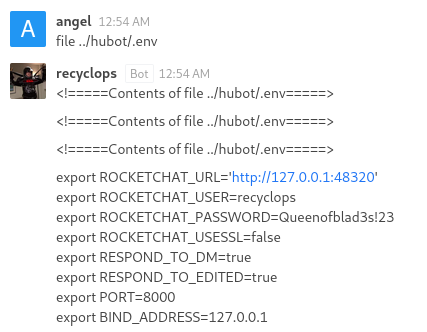 A
angel 12:54 AM
file ../hubot/.env
recyclops Bot 12:54 AM
<!=====Contents of file ../hubot/.env=====>
<!=====Contents of file ../hubot/.env=====>
<!=====Contents of file ../hubot/.env=====>
export ROCKETCHAT_URL='http://127.0.0.1:48320'
export ROCKETCHAT_USER=recyclops
export ROCKETCHAT_PASSWORD=Queenofblad3s!23
export ROCKETCHAT_USESSL=false
export RESPOND_TO_DM=true
export RESPOND_TO_EDITED=true
export PORT=8000
export BIND_ADDRESS=127.0.0.1